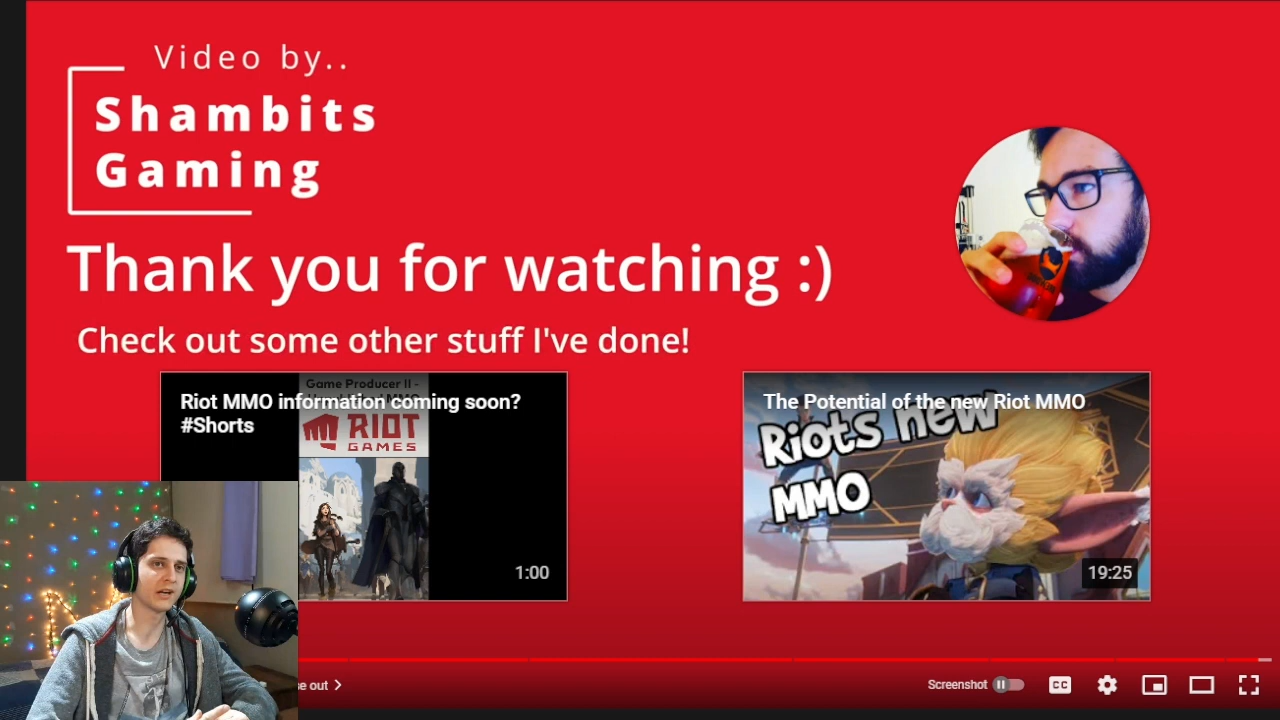 Video by..
Shambits
Gaming
Thank you for watching :)
Check out some other stuff I've done!
Game Producer II -
Riot MMO information coming soon?
#Shorts
RIOT
GAMES
1:00
The Potential of the new Riot MMO
Riots new
MMO
19:25
se out
Screenshot
CC